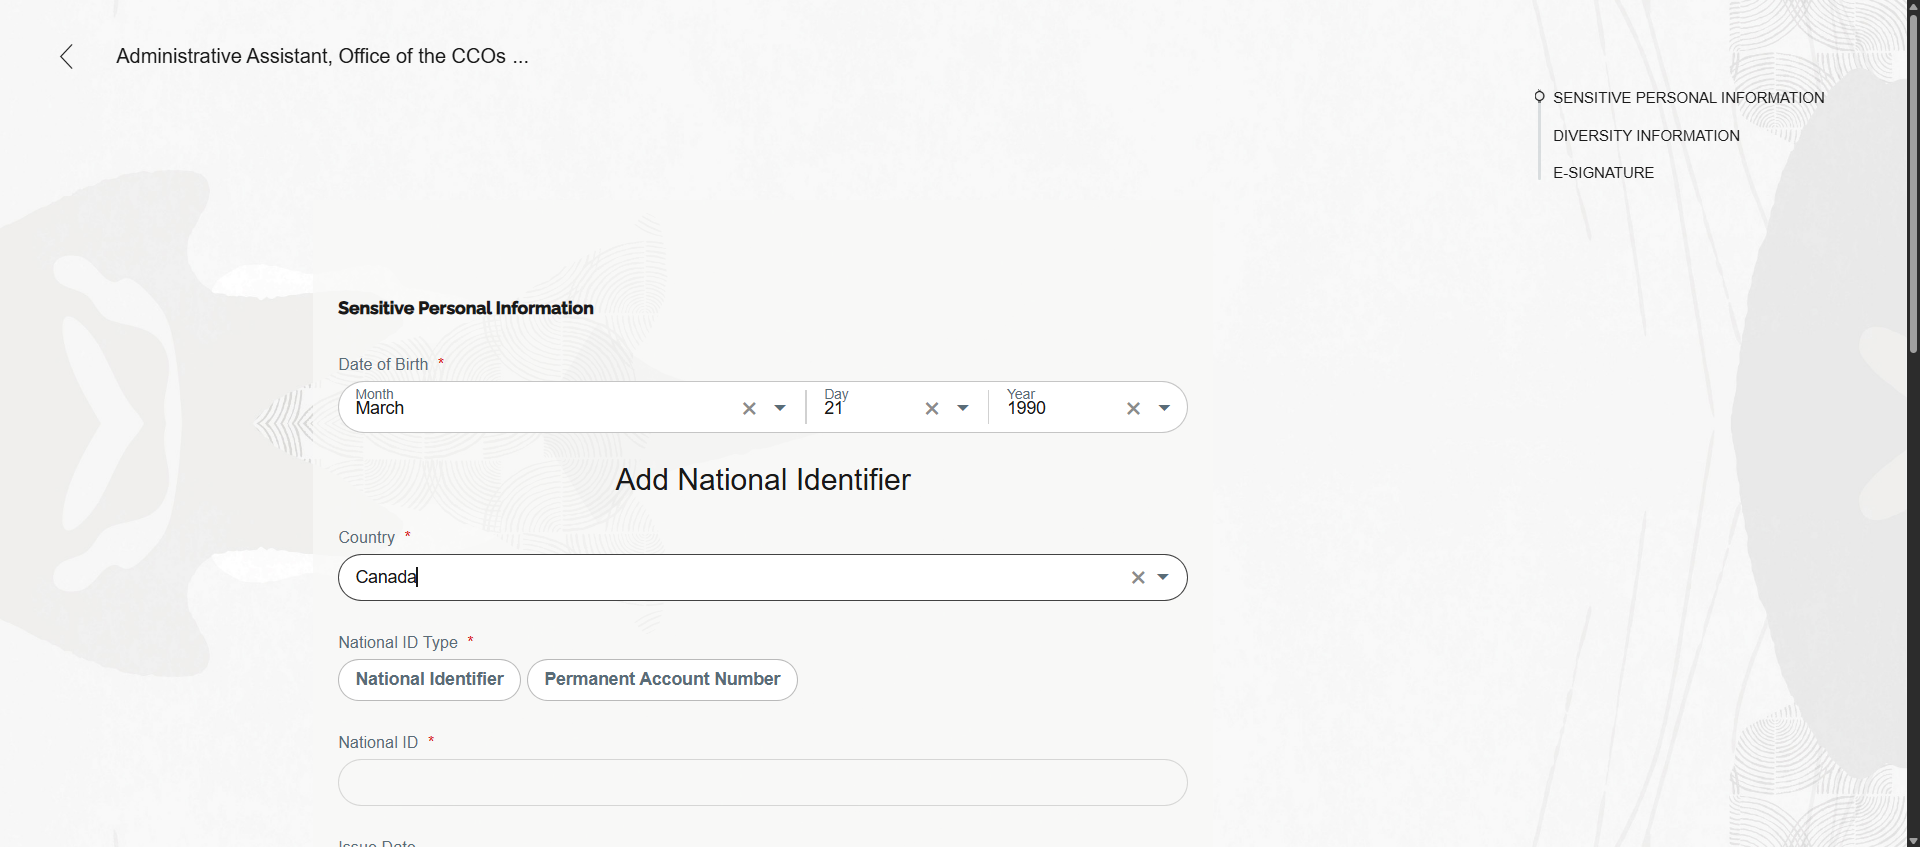 Administrative Assistant, Office of the CCOs ...
SENSITIVE PERSONAL INFORMATION
DIVERSITY INFORMATION
E-SIGNATURE
Sensitive Personal Information
Date of Birth *
Month
March
Day
21
Year
1990
Add National Identifier
Country *
Canada
National ID Type *
National Identifier
Permanent Account Number
National ID *
Issue Date